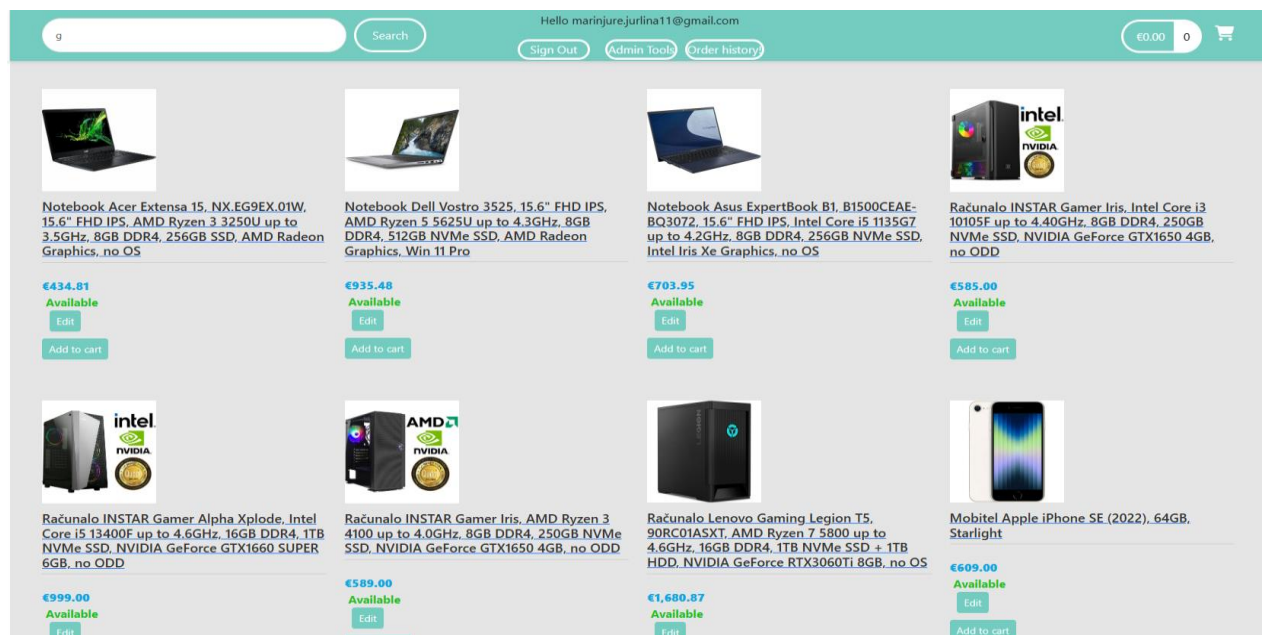 Hello marinjure.jurlina11@gmail.com
g
Search
Sign Out
Admin Tools
Order history!
€0.00
0
Notebook Acer Extensa 15, NX.EG9EX.01W,
15.6" FHD IPS, AMD Ryzen 3 3250U up to
3.5GHz, 8GB DDR4, 256GB SSD, AMD Radeon
Graphics, no OS
€434.81
Available
Edit
Add to cart
Notebook Dell Vostro 3525, 15.6" FHD IPS,
AMD Ryzen 5 5625U up to 4.3GHz, 8GB
DDR4, 512GB NVMe SSD, AMD Radeon
Graphics, Win 11 Pro
€935.48
Available
Edit
Add to cart
Notebook Asus ExpertBook B1, B1500CEAE-
BQ3072, 15.6" FHD IPS, Intel Core i5 1135G7
up to 4.2GHz, 8GB DDR4, 256GB NVMe SSD,
Intel Iris Xe Graphics, no OS
€703.95
Available
Edit
Add to cart
intel
NVIDIA
Računalo INSTAR Gamer Iris, Intel Core i3
10105F up to 4.40GHz, 8GB DDR4, 250GB
NVMe SSD, NVIDIA GeForce GTX1650 4GB,
no ODD
€585.00
Available
Edit
Add to cart
intel
NVIDIA
Računalo INSTAR Gamer Alpha Xplode, Intel
Core i5 13400F up to 4.6GHz, 16GB DDR4, 1TB
NVMe SSD, NVIDIA GeForce GTX1660 SUPER
6GB, no ODD
€999.00
Available
Edit
AMD
NVIDIA
Računalo INSTAR Gamer Iris, AMD Ryzen 3
4100 up to 4.0GHz, 8GB DDR4, 250GB NVMe
SSD, NVIDIA GeForce GTX1650 4GB, no ODD
€589.00
Available
Edit
LEGION
Računalo Lenovo Gaming Legion T5,
90RC01ASXT, AMD Ryzen 7 5800 up to
4.6GHz, 16GB DDR4, 1TB NVMe SSD + 1TB
HDD, NVIDIA GeForce RTX3060Ti 8GB, no OS
€1,680.87
Available
Edit
Mobitel Apple iPhone SE (2022), 64GB,
Starlight
€609.00
Available
Edit
Add to cart